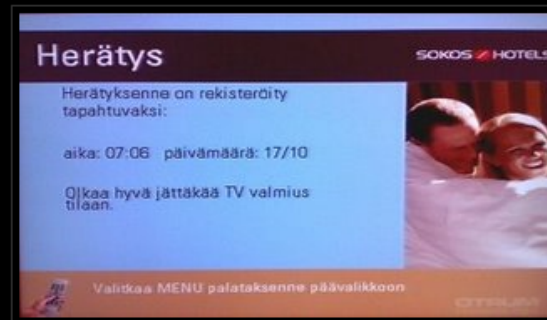 Herätys
SOKOS HOTELS
Herätyksenne on rekisteröity
tapahtuvaksi:
aika: 07:06 päivämäärä: 17/10
Olkaa hyvä jättäkää TV valmius
tilaan.
Valitkaa MENU palataksenne päävalikkoon
OTRUM